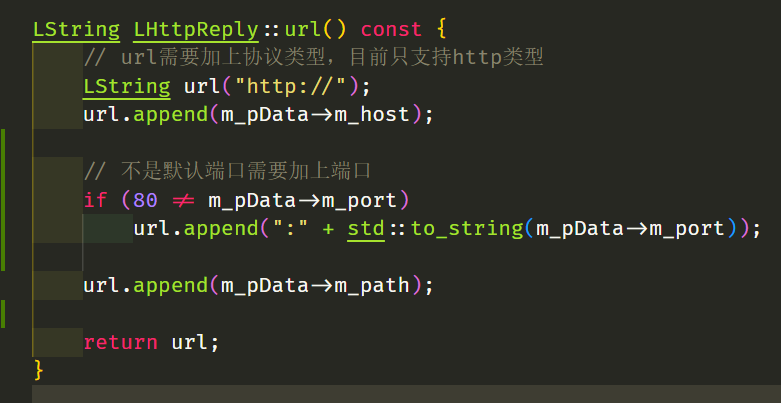 LString LHttpReply::url() const {
// url需要加上协议类型，目前只支持http类型
LString url("http://");
url.append(m_pData->m_host);
// 不是默认端口需要加上端口
if (80 != m_pData->m_port)
url.append(":" + std::to_string(m_pData->m_port));
url.append(m_pData->m_path);
return url;
}